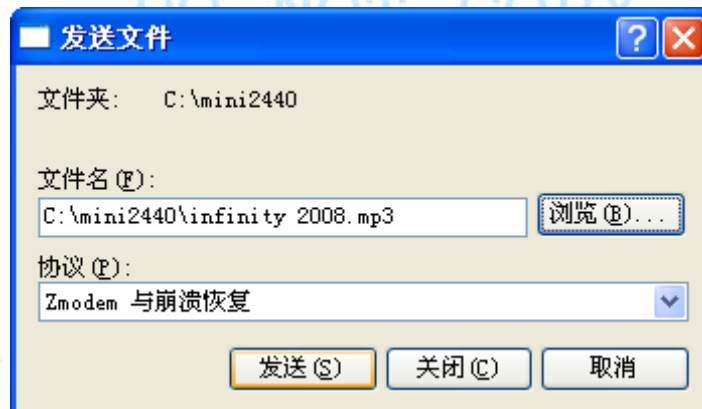 发送文件
文件夹: C:\mini2440
文件名(F):
C:\mini2440\infinity 2008.mp3 浏览(B)...
协议(P):
Zmodem 与崩溃恢复
发送(S) 关闭(C) 取消